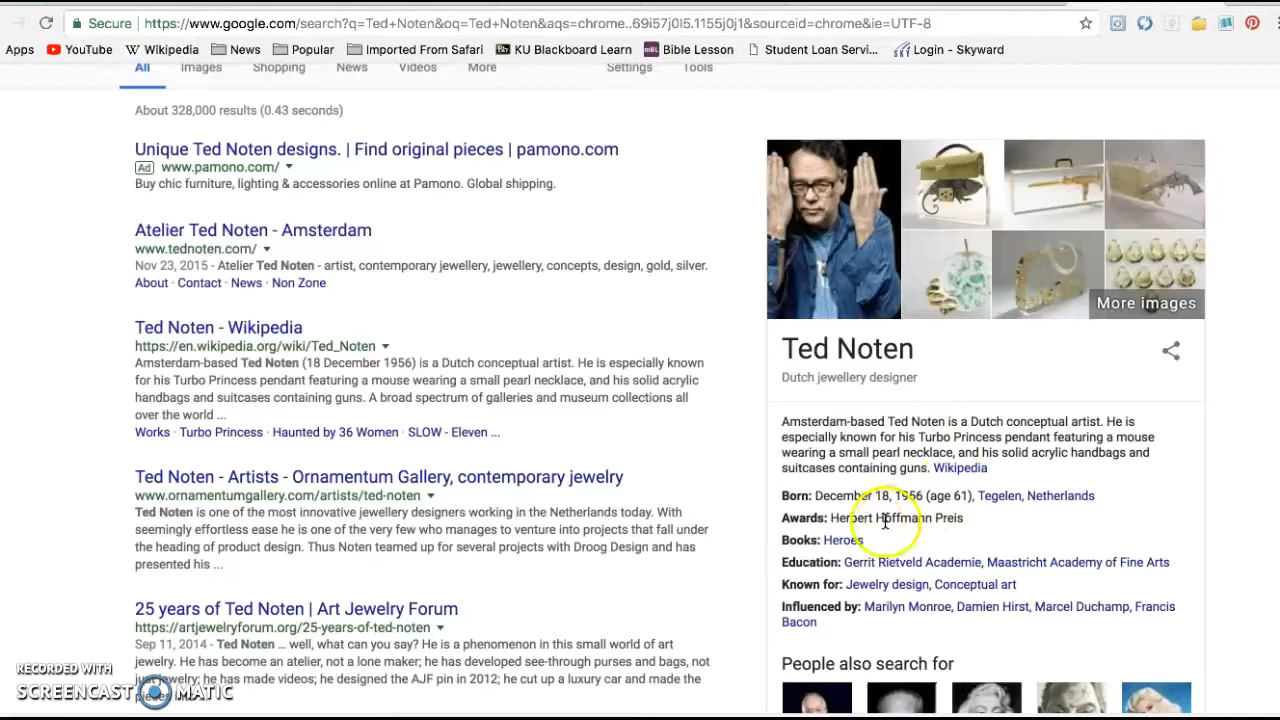 https://www.google.com/search?q=Ted+Noten&oq=Ted+Noten&aqs=chrome..69i57j0l5.1155j0j1&sourceid=chrome&ie=UTF-8
Secure
Apps YouTube Wikipedia News Popular Imported From Safari KU Blackboard Learn Bible Lesson Student Loan Servi... Login - Skyward
All Images Shopping News Videos More Settings Tools
About 328,000 results (0.43 seconds)
Unique Ted Noten designs. | Find original pieces | pamono.com
Ad www.pamono.com/
Buy chic furniture, lighting & accessories online at Pamono. Global shipping.
Atelier Ted Noten - Amsterdam
www.tednoten.com/
Nov 23, 2015 - Atelier Ted Noten - artist, contemporary jewellery, jewellery, concepts, design, gold, silver.
About · Contact · News · Non Zone
Ted Noten - Wikipedia
https://en.wikipedia.org/wiki/Ted_Noten
Amsterdam-based Ted Noten (18 December 1956) is a Dutch conceptual artist. He is especially known
for his Turbo Princess pendant featuring a mouse wearing a small pearl necklace, and his solid acrylic
handbags and suitcases containing guns. A broad spectrum of galleries and museum collections all
over the world ...
Works · Turbo Princess · Haunted by 36 Women · SLOW - Eleven ...
Ted Noten - Artists - Ornamentum Gallery, contemporary jewelry
www.ornamentumgallery.com/artists/ted-noten
Ted Noten is one of the most innovative jewellery designers working in the Netherlands today. With
seemingly effortless ease he is one of the very few who manages to venture into projects that fall under
the heading of product design. Thus Noten teamed up for several projects with Droog Design and has
presented his ...
25 years of Ted Noten | Art Jewelry Forum
https://artjewelryforum.org/25-years-of-ted-noten
Sep 11, 2014 - Ted Noten ... well, what can you say? He is a phenomenon in this small world of art
jewelry. He has become an atelier, not a lone maker; he has developed see-through purses and bags, not
just jewelry; he has made videos; he designed the AJF pin in 2012; he cut up a luxury car and made the
More images
Ted Noten
Dutch jewellery designer
Amsterdam-based Ted Noten is a Dutch conceptual artist. He is
especially known for his Turbo Princess pendant featuring a mouse
wearing a small pearl necklace, and his solid acrylic handbags and
suitcases containing guns. Wikipedia
Born: December 18, 1956 (age 61), Tegelen, Netherlands
Awards: Herbert Hoffmann Preis
Books: Heroes
Education: Gerrit Rietveld Academie, Maastricht Academy of Fine Arts
Known for: Jewelry design, Conceptual art
Influenced by: Marilyn Monroe, Damien Hirst, Marcel Duchamp, Francis
Bacon
People also search for
RECORDED WITH
SCREENCAST MATIC